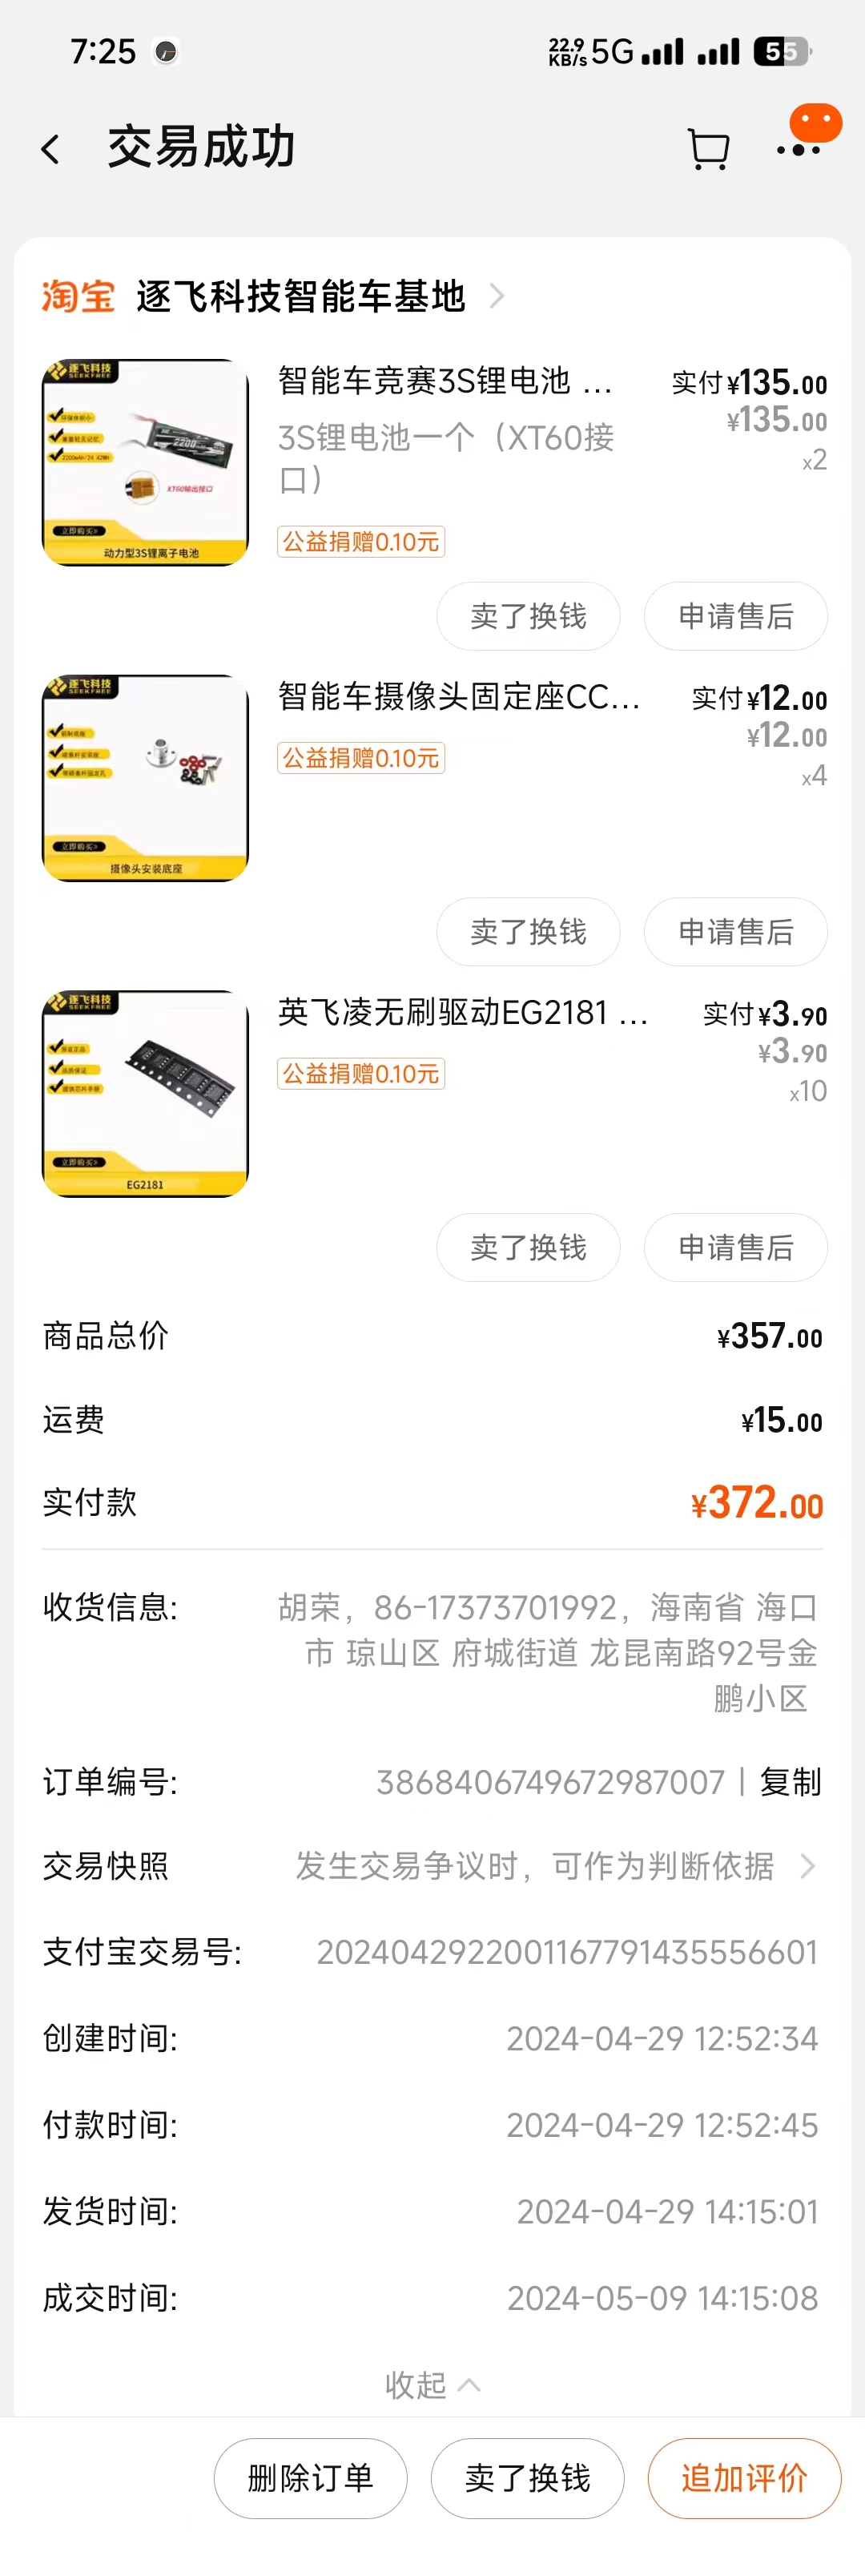 7:25
22.9 KB/s 5G 55
交易成功
淘宝 逐飞科技智能车基地
逐飞科技 SEEKFREE
2200mAh/24.42WH
2200
XT60输出接口
立即购买>
动力型3S锂离子电池
智能车竞赛3S锂电池 ... 实付¥135.00
3S锂电池一个（XT60接口） ¥135.00
x2
公益捐赠0.10元
卖了换钱 申请售后
逐飞科技 SEEKFREE
立即购买>
摄像头安装底座
智能车摄像头固定座CC... 实付¥12.00
¥12.00
公益捐赠0.10元
x4
卖了换钱 申请售后
逐飞科技 SEEKFREE
品质保证
立即购买>
EG2181
英飞凌无刷驱动EG2181 ... 实付¥3.90
¥3.90
公益捐赠0.10元
x10
卖了换钱 申请售后
商品总价 ¥357.00
运费 ¥15.00
实付款 ¥372.00
收货信息: 胡荣，86-17373701992，海南省 海口
市 琼山区 府城街道 龙昆南路92号金
鹏小区
订单编号: 3868406749672987007 | 复制
交易快照 发生交易争议时，可作为判断依据
支付宝交易号: 2024042922001167791435556601
创建时间: 2024-04-29 12:52:34
付款时间: 2024-04-29 12:52:45
发货时间: 2024-04-29 14:15:01
成交时间: 2024-05-09 14:15:08
收起
删除订单 卖了换钱 追加评价